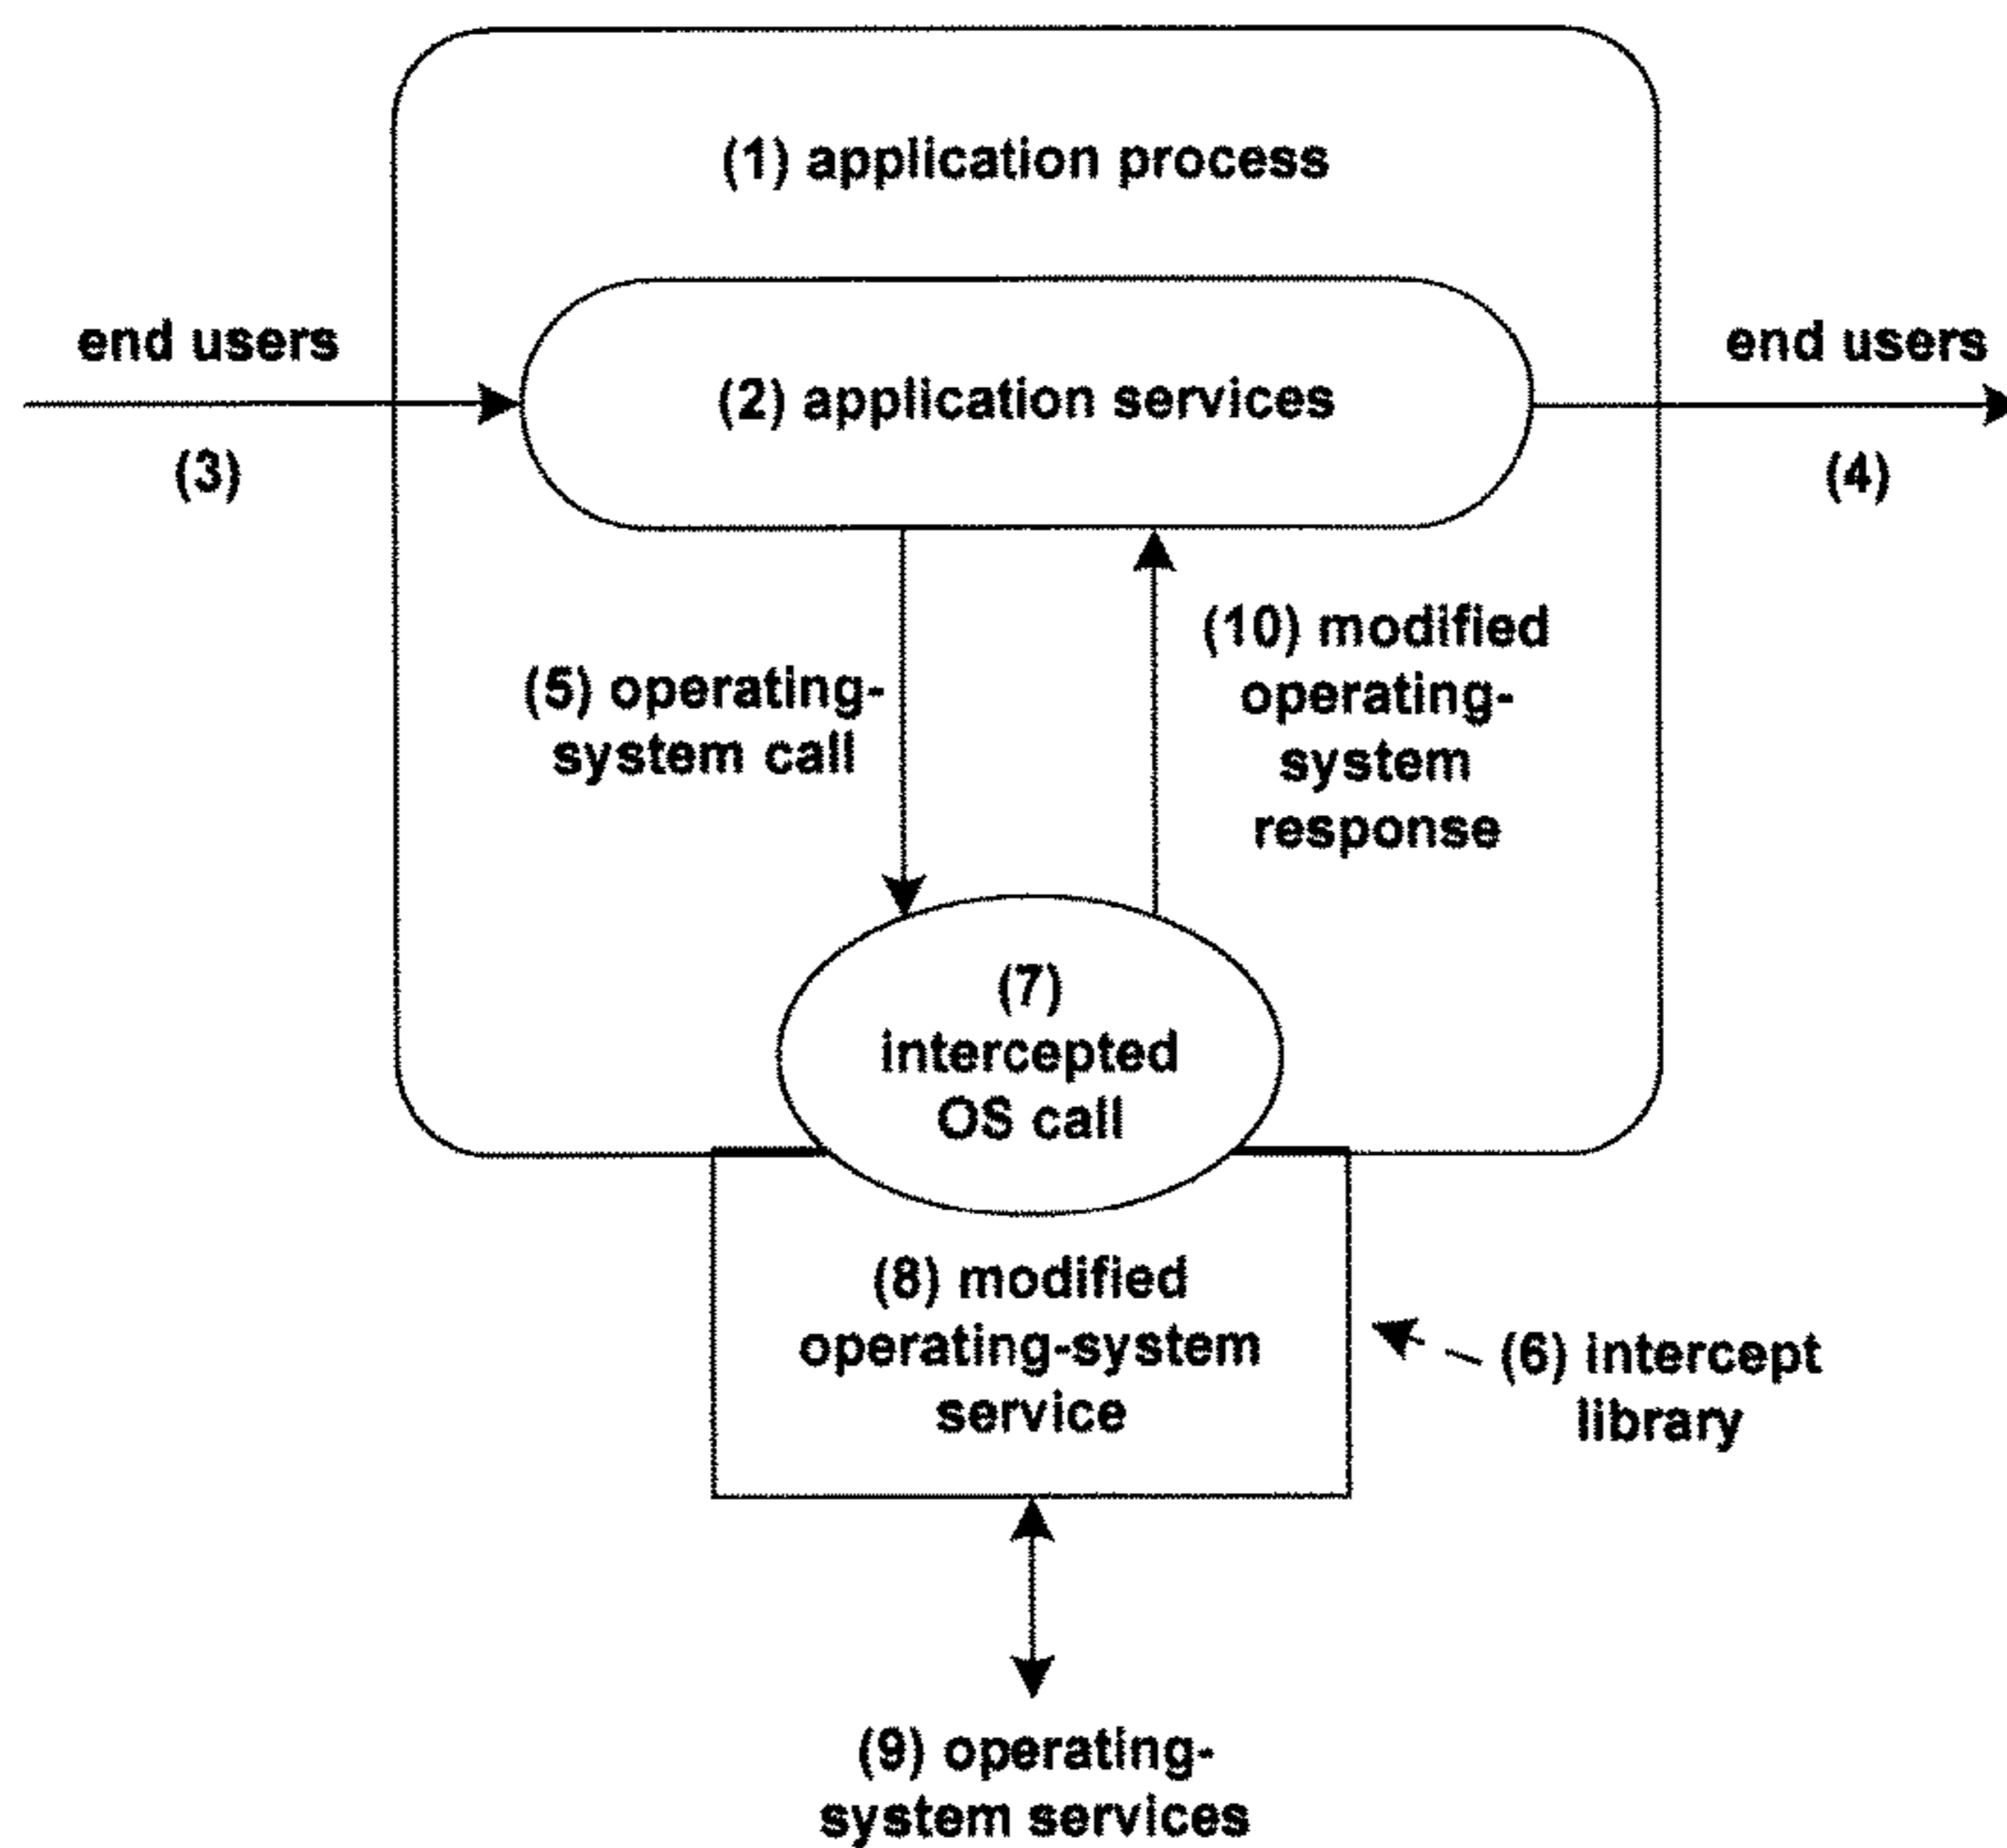 (1) application process
end users
end users
(2) application services
(3)
(4)
(5) operating-
system call
(10) modified
operating-
system
response
(7)
intercepted
OS call
(8) modified
operating-system
service
(6) intercept
library
(9) operating-
system services